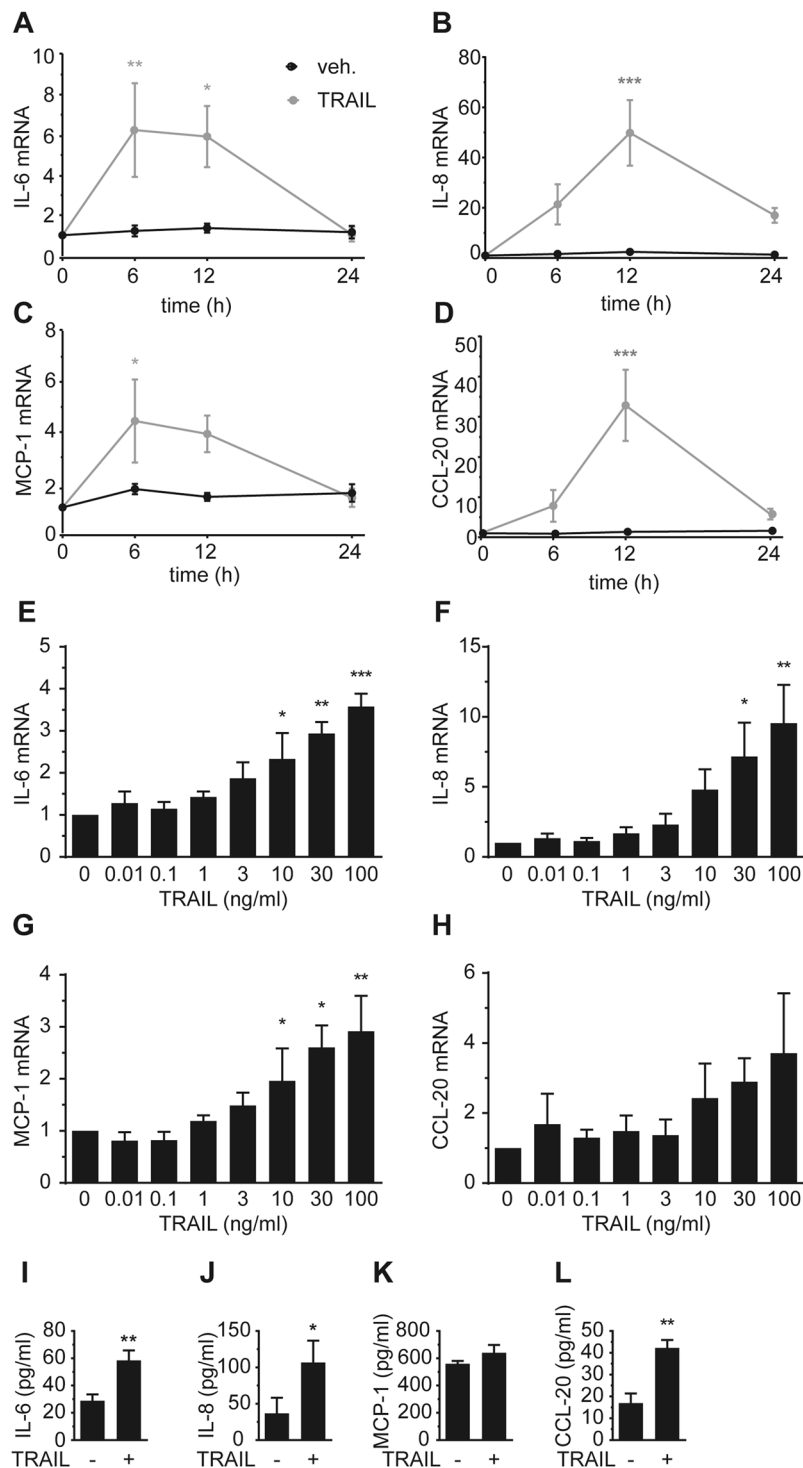 A
10
8
6
4
2
0
IL-6 mRNA
**
*
veh.
TRAIL
0 6 12 24
time (h)
B
80
60
40
20
0
IL-8 mRNA
***
0 6 12 24
time (h)
C
8
6
4
2
0
MCP-1 mRNA
*
0 6 12 24
time (h)
D
50
40
30
20
10
0
CCL-20 mRNA
***
0 6 12 24
time (h)
E
5
4
3
2
1
0
IL-6 mRNA
* ** ***
0 0.01 0.1 1 3 10 30 100
TRAIL (ng/ml)
F
15
10
5
0
IL-8 mRNA
* **
0 0.01 0.1 1 3 10 30 100
TRAIL (ng/ml)
G
4
3
2
1
0
MCP-1 mRNA
* * **
0 0.01 0.1 1 3 10 30 100
TRAIL (ng/ml)
H
6
4
2
0
CCL-20 mRNA
0 0.01 0.1 1 3 10 30 100
TRAIL (ng/ml)
I
80
60
40
20
0
IL-6 (pg/ml)
**
TRAIL - +
J
150
100
50
0
IL-8 (pg/ml)
*
TRAIL - +
K
800
600
400
200
0
MCP-1 (pg/ml)
TRAIL - +
L
50
40
30
20
10
0
CCL-20 (pg/ml)
**
TRAIL - +